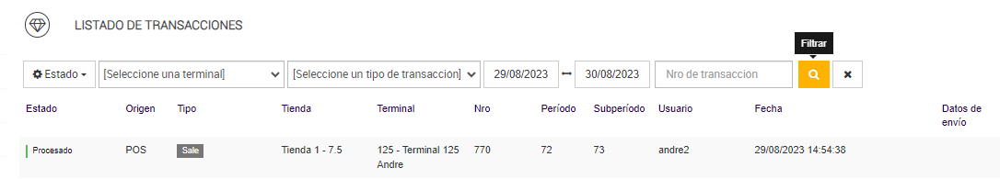 LISTADO DE TRANSACCIONES
Filtrar
Estado [Seleccione una terminal] [Seleccione un tipo de transacción] 29/08/2023 30/08/2023 Nro de transacción
Estado Origen Tipo Tienda Terminal Nro Período Subperíodo Usuario Fecha Datos de
envío
Procesado POS Sale Tienda 1 - 7.5 125 - Terminal 125 770 72 73 andre2 29/08/2023 14:54:38
Andre